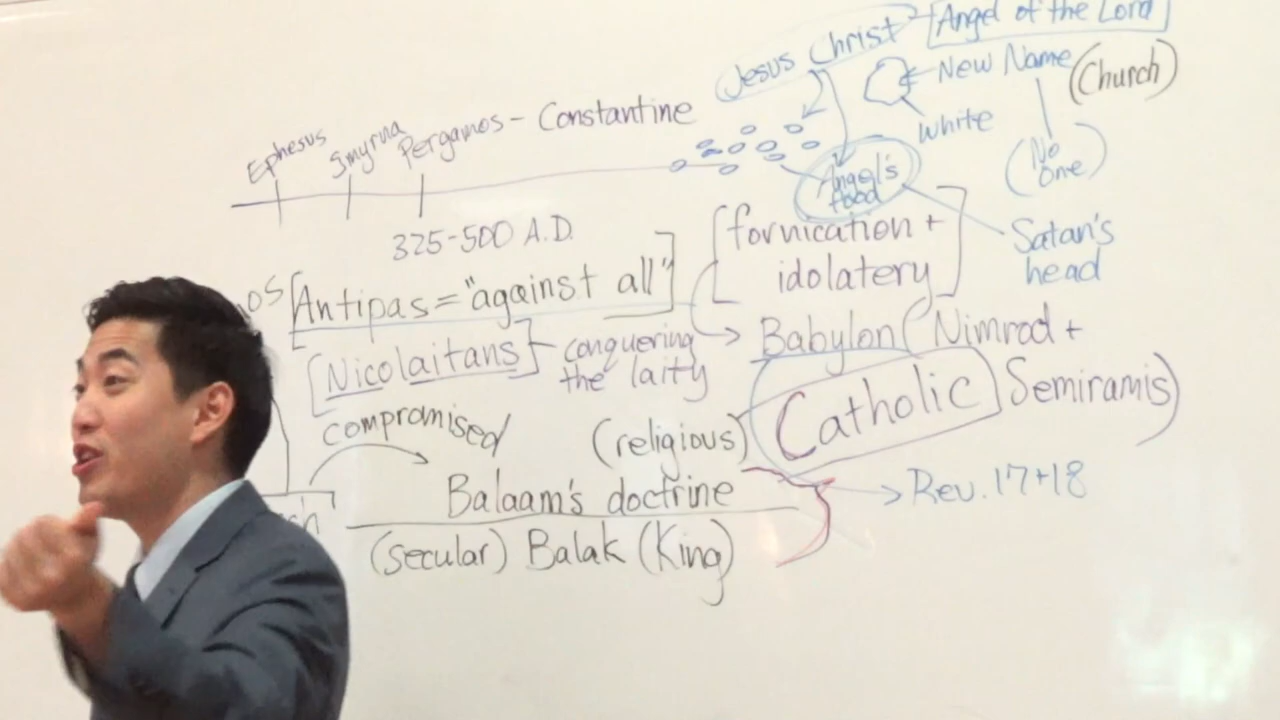 Jesus Christ
Angel of the Lord
New Name
(Church)
White
(No
One)
Angel's
food
Satan's
head
Ephesus
Smyrna
Pergamos - Constantine
325-500 A.D.
[fornication +
idolatery]
[Antipas = "against all"]
[Nicolaitans]
conquering
the laity
Babylon (Nimrod +
Semiramis)
Catholic
compromised
(religious)
Balaam's doctrine
(secular) Balak (King)
Rev. 17+18